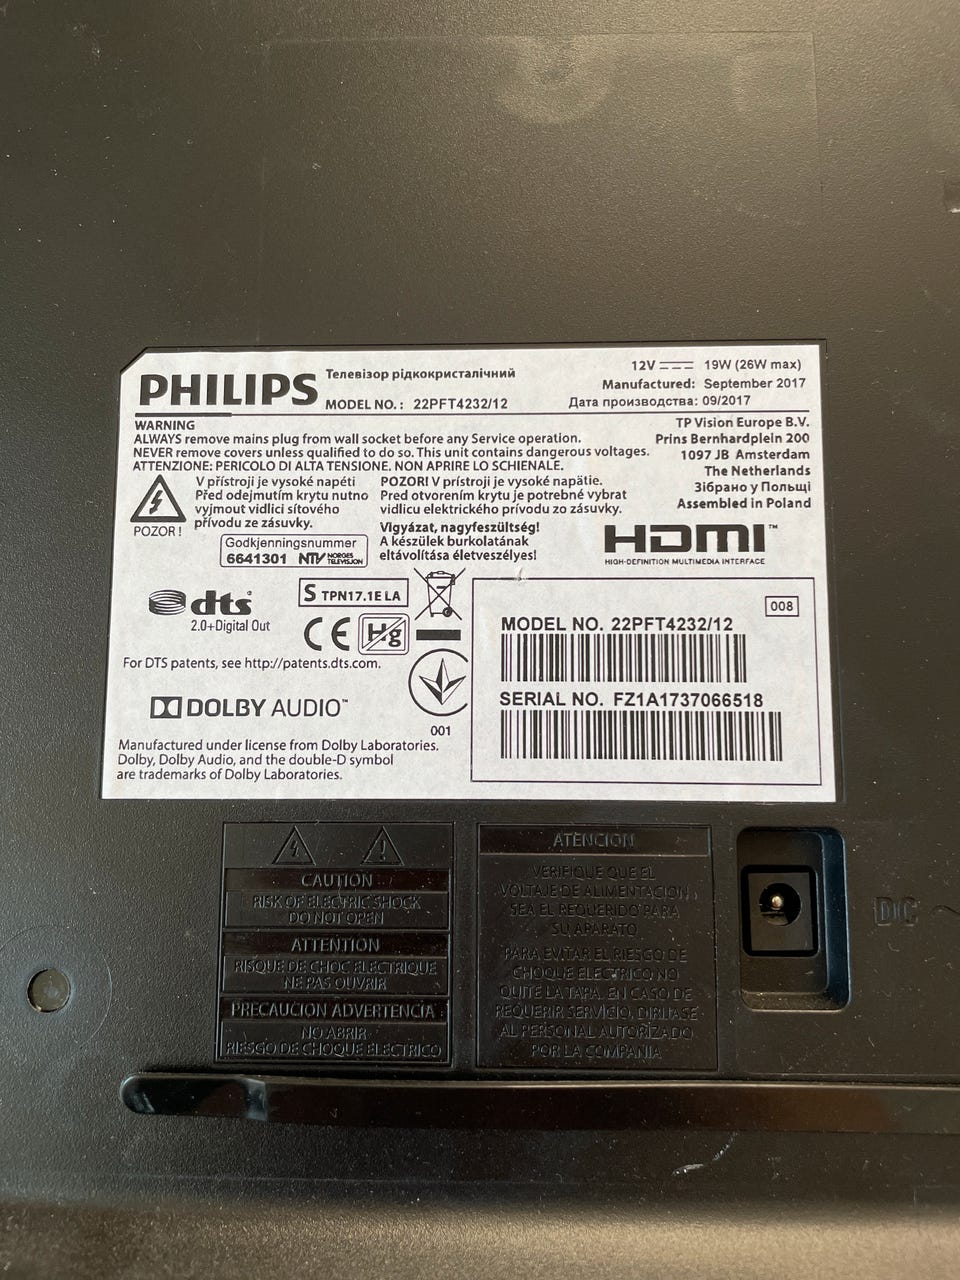 PHILIPS
Телевізор рідкокристалічний
MODEL NO. : 22PFT4232/12
12V 19W (26W max)
Manufactured: September 2017
Дата производства: 09/2017
WARNING
ALWAYS remove mains plug from wall socket before any Service operation.
NEVER remove covers unless qualified to do so. This unit contains dangerous voltages.
ATTENZIONE: PERICOLO DI ALTA TENSIONE. NON APRIRE LO SCHIENALE.
TP Vision Europe B.V.
Prins Bernhardplein 200
1097 JB Amsterdam
The Netherlands
Зібрано у Польщі
Assembled in Poland
POZOR !
V přístroji je vysoké napětí
Před odejmutím krytu nutno
vyjmout vidlici síťového
přívodu ze zásuvky.
POZOR! V prístroji je vysoké napätie.
Pred otvorením krytu je potrebné vybrat
vidlicu elektrického prívodu zo zásuvky.
Vigyázat, nagyfeszültség!
A készülek burkolatának
eltávolítása életveszélyes!
Godkjenningsnummer
6641301 NTV NORGES TELEVISJON
HDMI™
HIGH-DEFINITION MULTIMEDIA INTERFACE
dts
2.0+Digital Out
S TPN17.1E LA
CE Hg
For DTS patents, see http://patents.dts.com.
001
DOLBY AUDIO™
Manufactured under license from Dolby Laboratories.
Dolby, Dolby Audio, and the double-D symbol
are trademarks of Dolby Laboratories.
008
MODEL NO. 22PFT4232/12
SERIAL NO. FZ1A1737066518
CAUTION
RISK OF ELECTRIC SHOCK
DO NOT OPEN
ATTENTION
RISQUE DE CHOC ELECTRIQUE
NE PAS OUVRIR
PRECAUCION ADVERTENCIA
NO ABRIR
RIESGO DE CHOQUE ELECTRICO
ATENCION
VERIFIQUE QUE EL
VOLTAJE DE ALIMENTACION
SEA EL REQUERIDO PARA
SU APARATO
PARA EVITAR EL RIESGO DE
CHOQUE ELECTRICO, NO
QUITE LA TAPA. EN CASO DE
REQUERIR SERVICIO, DIRIJASE
AL PERSONAL AUTORIZADO
POR LA COMPANIA
DC